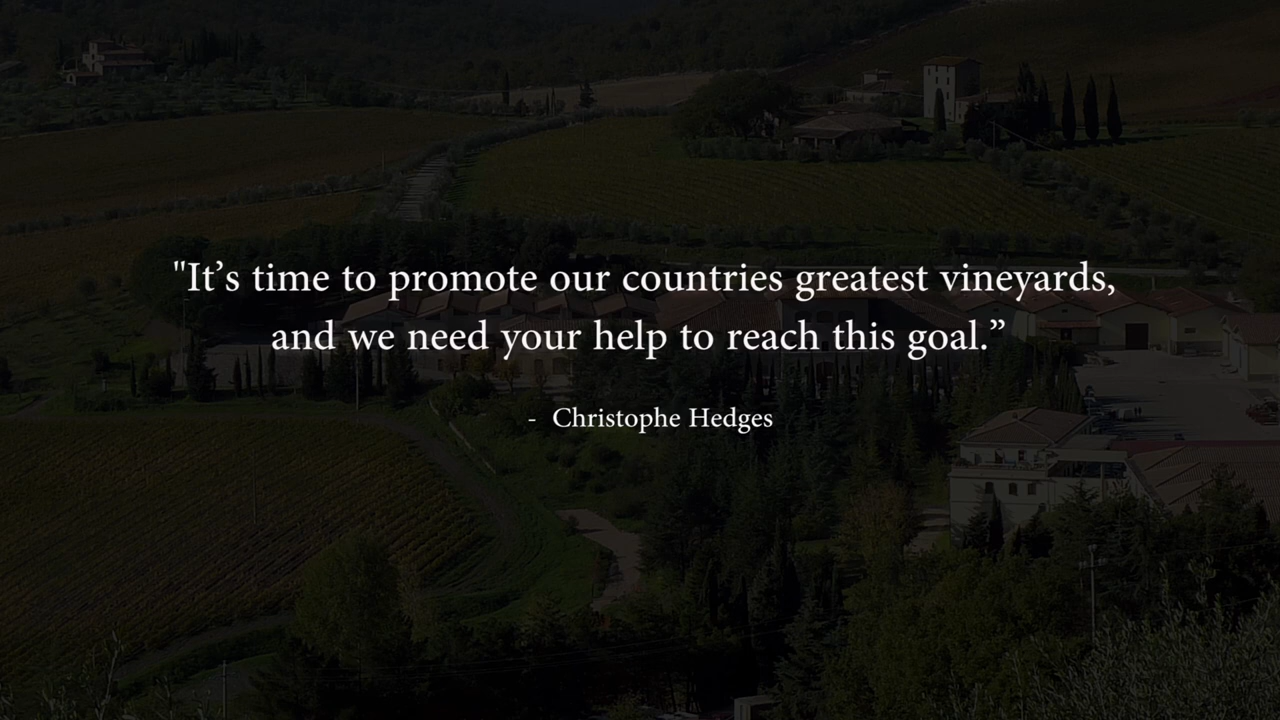 "It’s time to promote our countries greatest vineyards,
and we need your help to reach this goal.”
- Christophe Hedges